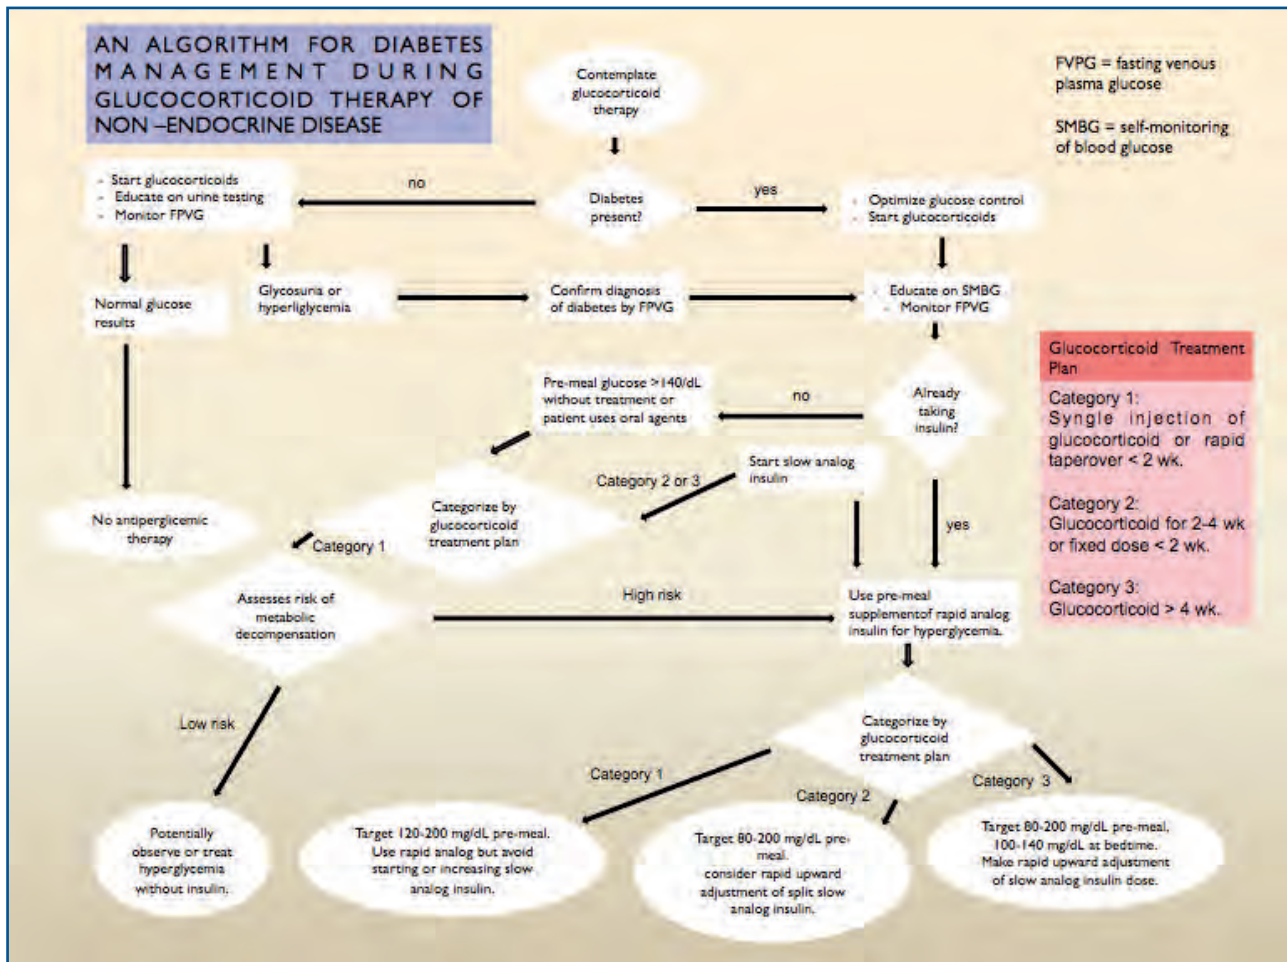 AN ALGORITHM FOR DIABETES
MANAGEMENT DURING
GLUCOCORTICOID THERAPY OF
NON –ENDOCRINE DISEASE
FVPG = fasting venous
plasma glucose
SMBG = self-monitoring
of blood glucose
Contemplate
glucocorticoid
therapy
Diabetes
present?
no
yes
- Start glucocorticoids
- Educate on urine testing
- Monitor FPVG
- Optimize glucose control
- Start glucocorticoids
Normal glucose
results
Glycosuria or
hyperliglycemia
Confirm diagnosis
of diabetes by FPVG
- Educate on SMBG
- Monitor FPVG
Pre-meal glucose >140/dL
without treatment or
patient uses oral agents
no
Already
taking
insulin?
Glucocorticoid Treatment
Plan
Category 1:
Syngle injection of
glucocorticoid or rapid
taperover < 2 wk.
Category 2:
Glucocorticoid for 2-4 wk
or fixed dose < 2 wk.
Category 3:
Glucocorticoid > 4 wk.
Start slow analog
insulin
Category 2 or 3
Categorize by
glucocorticoid
treatment plan
No antiperglicemic
therapy
Category 1
yes
Assesses risk of
metabolic
decompensation
High risk
Use pre-meal
supplementof rapid analog
insulin for hyperglycemia.
Low risk
Categorize by
glucocorticoid
treatment plan
Category 1
Category 2
Category 3
Potentially
observe or treat
hyperglycemia
without insulin.
Target 120-200 mg/dL pre-meal.
Use rapid analog but avoid
starting or increasing slow
analog insulin.
Target 80-200 mg/dL pre-
meal.
consider rapid upward
adjustment of split slow
analog insulin.
Target 80-200 mg/dL pre-meal,
100-140 mg/dL at bedtime.
Make rapid upward adjustment
of slow analog insulin dose.